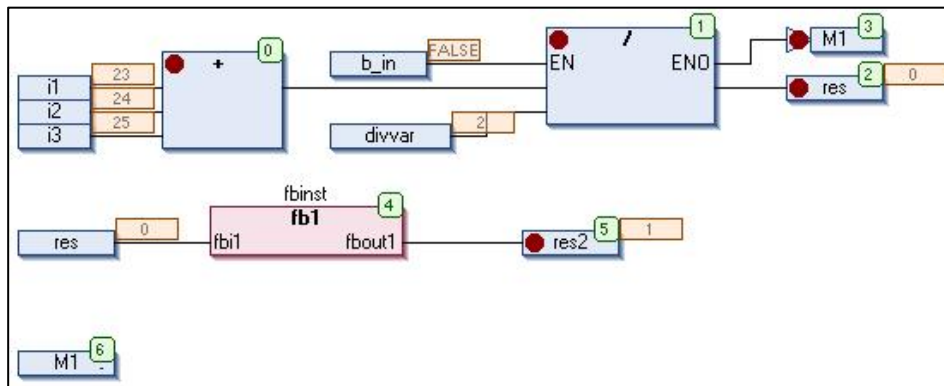 0
1
3
+
/
M1
FALSE
23
b_in
EN
ENO
2
0
i1
24
res
i2
25
2
i3
divvar
fbinst
4
fb1
5
0
1
res
fbi1
fbout1
res2
6
M1